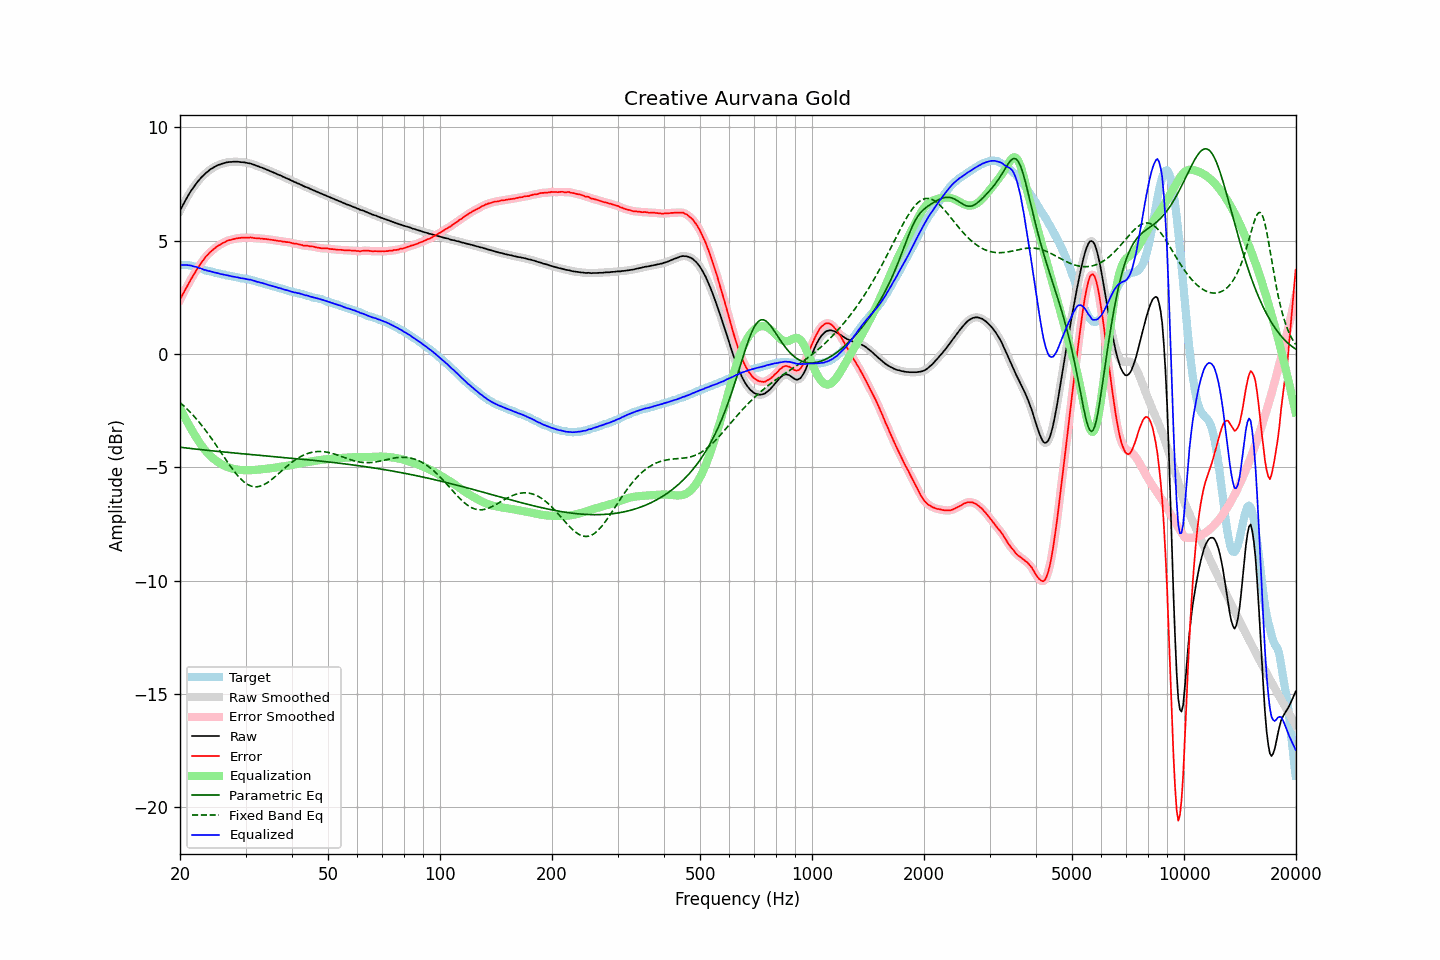 Creative Aurvana Gold
10
5
0
−5
−10
−15
−20
Amplitude (dBr)
Target
Raw Smoothed
Error Smoothed
Raw
Error
Equalization
Parametric Eq
Fixed Band Eq
Equalized
20 50 100 200 500 1000 2000 5000 10000 20000
Frequency (Hz)